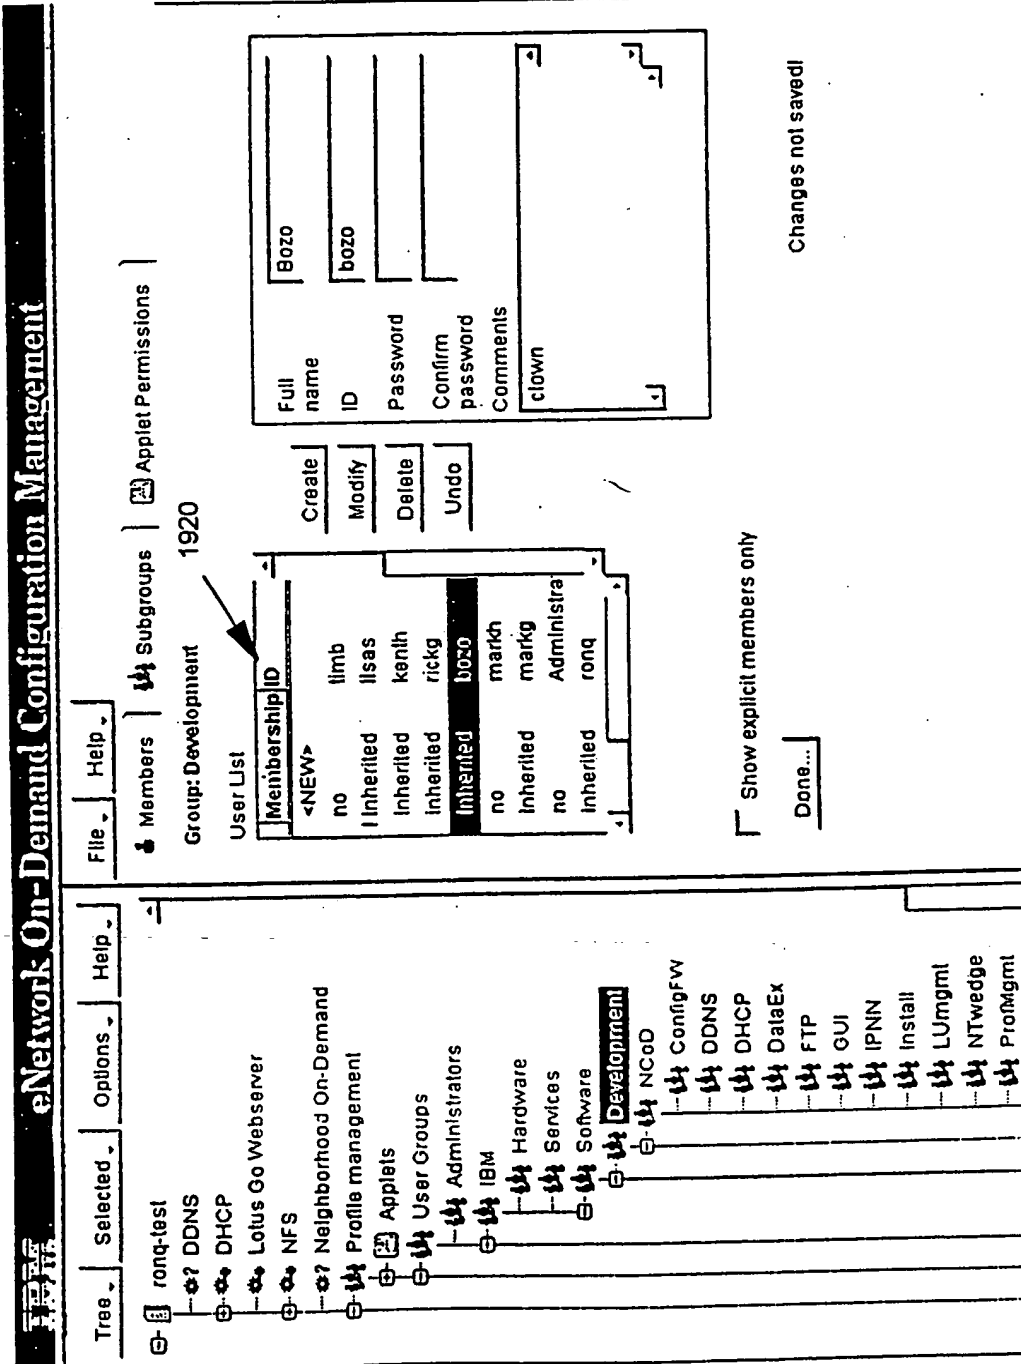 IBM
eNetwork On-Demand Configuration Management
Tree
Selected
Options
Help
ronq-test
DDNS
DHCP
Lotus Go Webserver
NFS
Neighborhood On-Demand
Profile management
Applets
User Groups
Administrators
IBM
Hardware
Services
Software
Development
NCoD
ConfigFW
DDNS
DHCP
DataEx
FTP
GUI
IPNN
Install
LUmgmt
NTwedge
ProfMgmt
File
Help
Members
Subgroups
Applet Permissions
Group: Development
1920
User List
Membership ID
<NEW>
no timb
Inherited lisas
Inherited kenth
Inherited rickg
Inherited bozo
no markh
Inherited markg
no Administra
Inherited ronq
Create
Modify
Delete
Undo
Full name Bozo
ID bozo
Password
Confirm password
Comments
clown
Show explicit members only
Done...
Changes not saved!